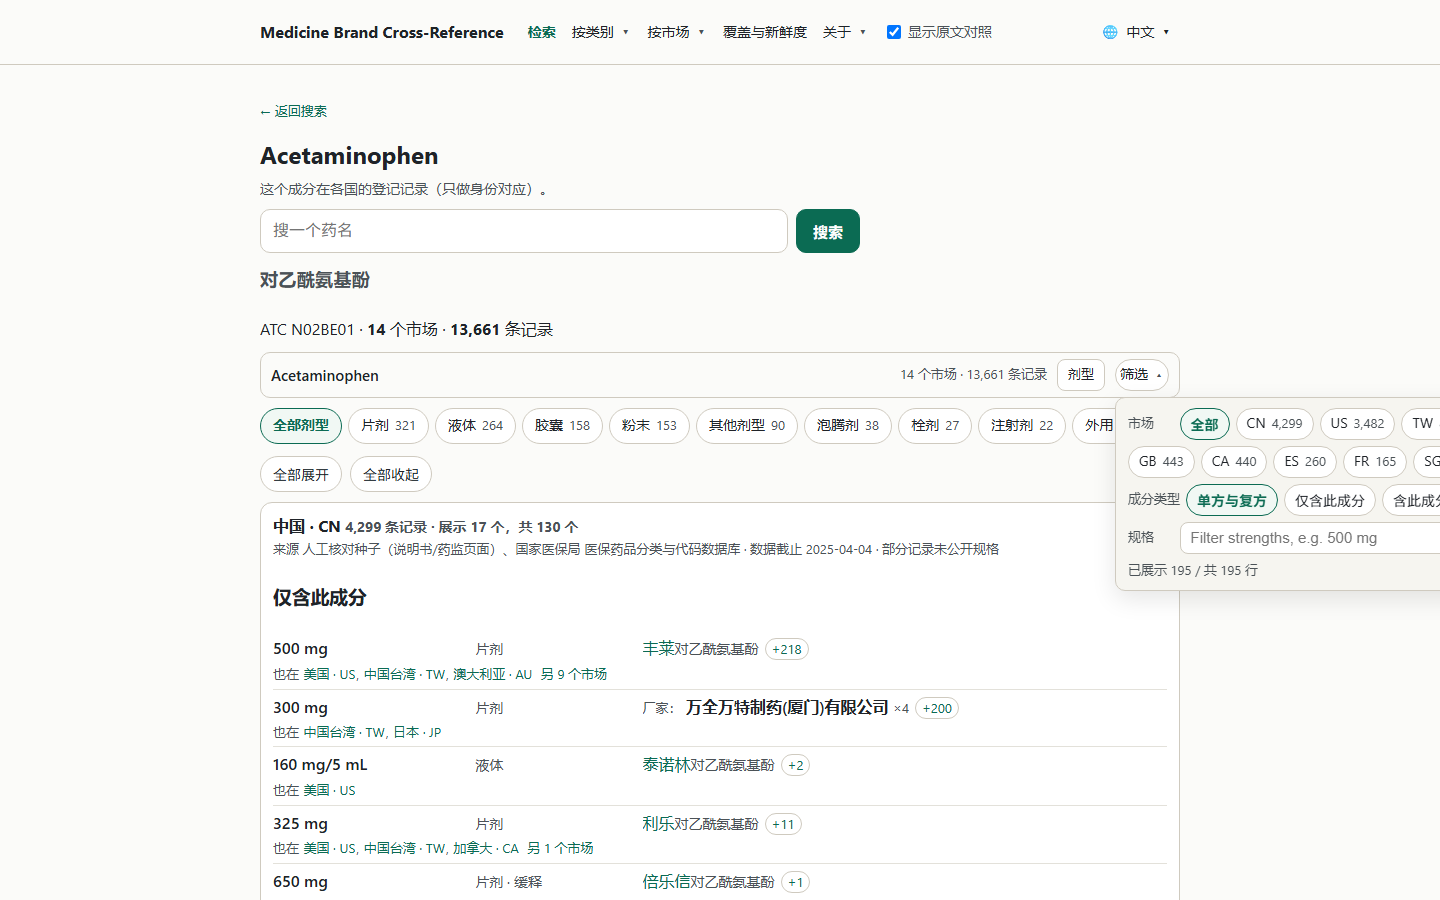 Medicine Brand Cross-Reference 检索 按类别 ▼ 按市场 ▼ 覆盖与新鲜度 关于 ▼ 显示原文对照 中文 ▼
← 返回搜索
Acetaminophen
这个成分在各国的登记记录（只做身份对应）。
搜一个药名 搜索
对乙酰氨基酚
ATC N02BE01 · 14 个市场 · 13,661 条记录
Acetaminophen 14 个市场 · 13,661 条记录 剂型 筛选 ▲
全部剂型 片剂 321 液体 264 胶囊 158 粉末 153 其他剂型 90 泡腾剂 38 栓剂 27 注射剂 22 外用
全部展开 全部收起
市场 全部 CN 4,299 US 3,482 TW
GB 443 CA 440 ES 260 FR 165 SG
成分类型 单方与复方 仅含此成分 含此成分
规格 Filter strengths, e.g. 500 mg
已展示 195 / 共 195 行
中国 · CN 4,299 条记录 · 展示 17 个，共 130 个
来源 人工核对种子（说明书/药监页面）、国家医保局 医保药品分类与代码数据库 · 数据截止 2025-04-04 · 部分记录未公开规格
仅含此成分
500 mg 片剂 丰莱对乙酰氨基酚 +218
也在 美国 · US, 中国台湾 · TW, 澳大利亚 · AU 另 9 个市场
300 mg 片剂 厂家： 万全万特制药(厦门)有限公司 ×4 +200
也在 中国台湾 · TW, 日本 · JP
160 mg/5 mL 液体 泰诺林对乙酰氨基酚 +2
也在 美国 · US
325 mg 片剂 利乐对乙酰氨基酚 +11
也在 美国 · US, 中国台湾 · TW, 加拿大 · CA 另 1 个市场
650 mg 片剂 · 缓释 倍乐信对乙酰氨基酚 +1